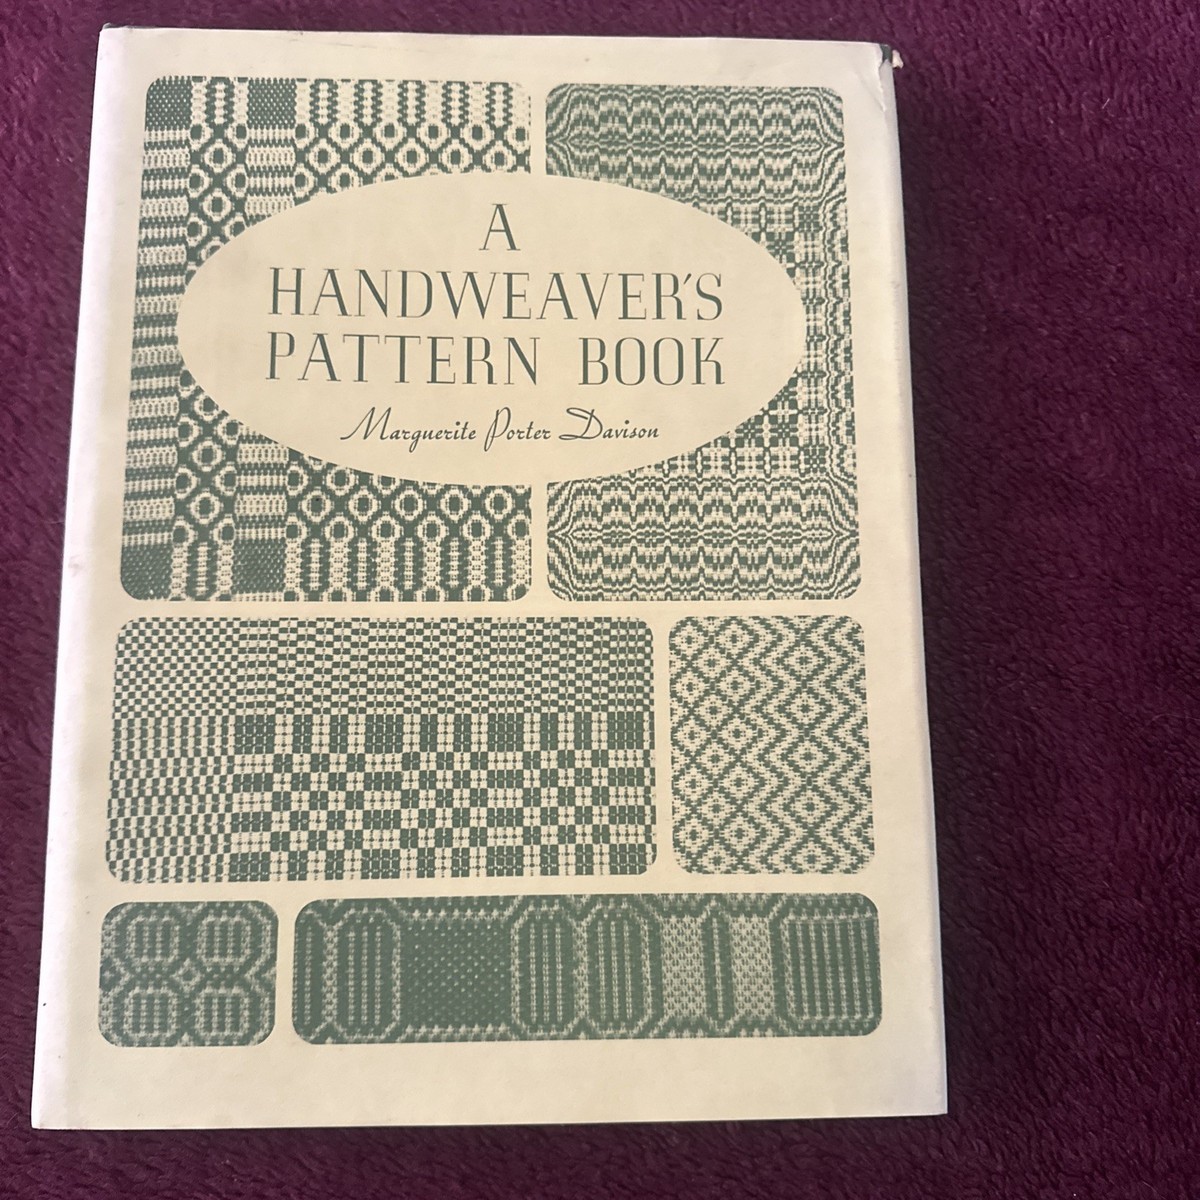 A
HANDWEAVER'S
PATTERN BOOK
Marguerite Porter Davison